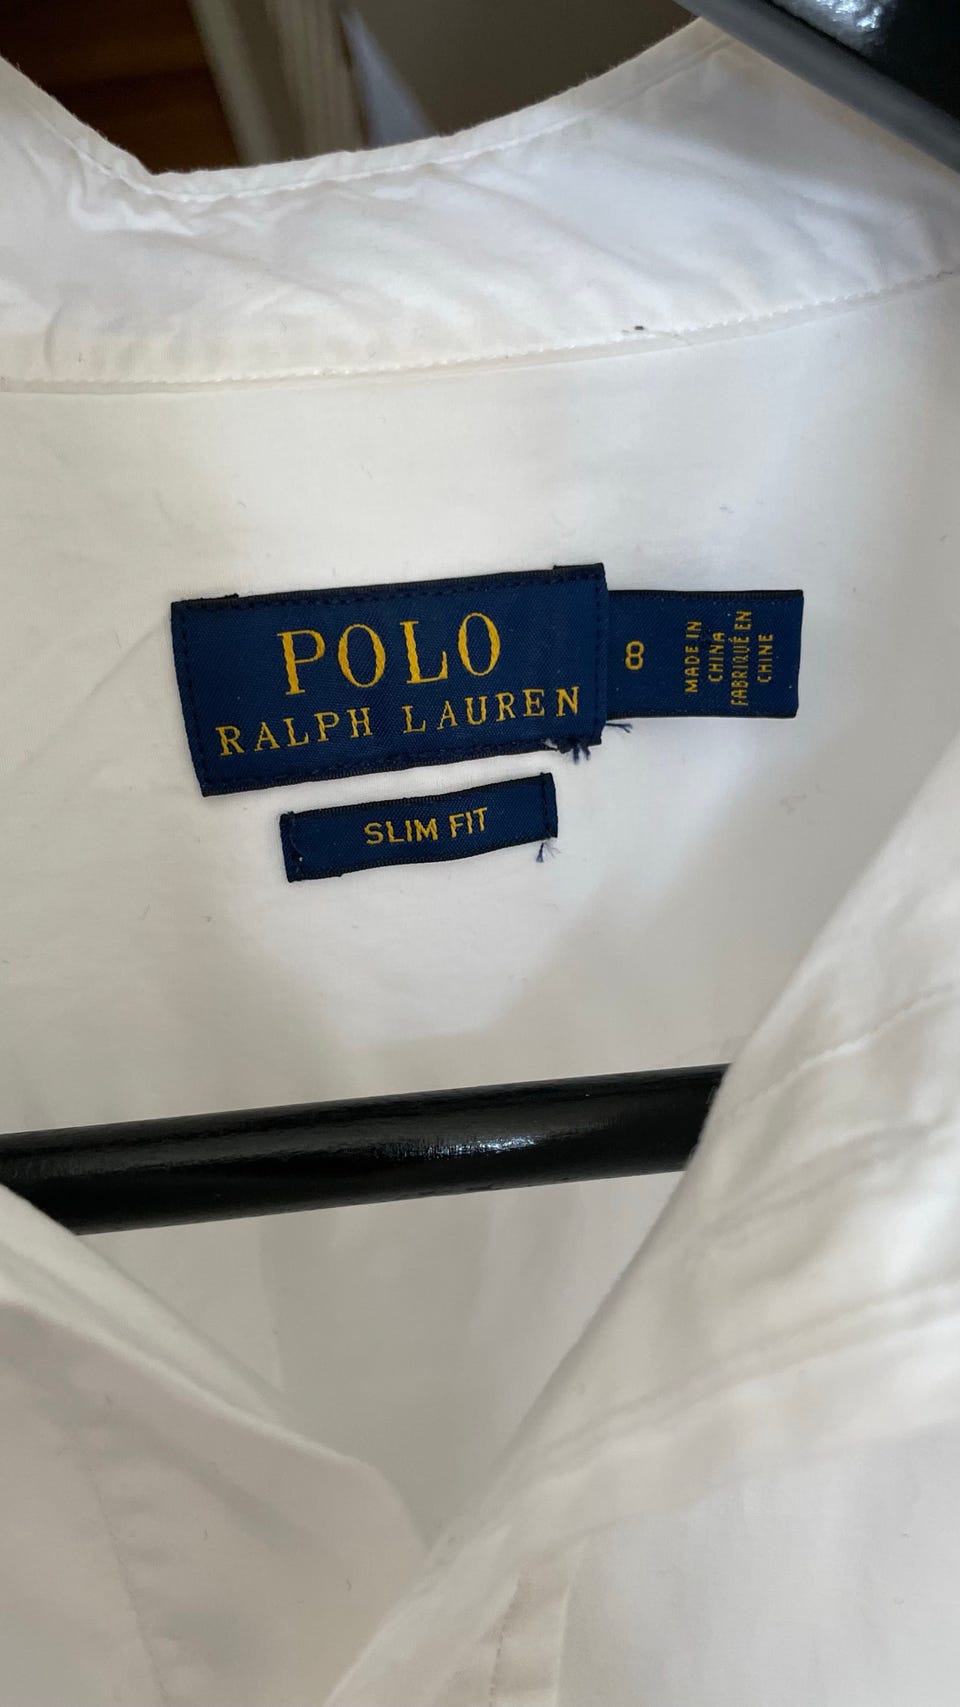 POLO
RALPH LAUREN
8
MADE IN
CHINA
FABRIQUÉ EN
CHINE
SLIM FIT